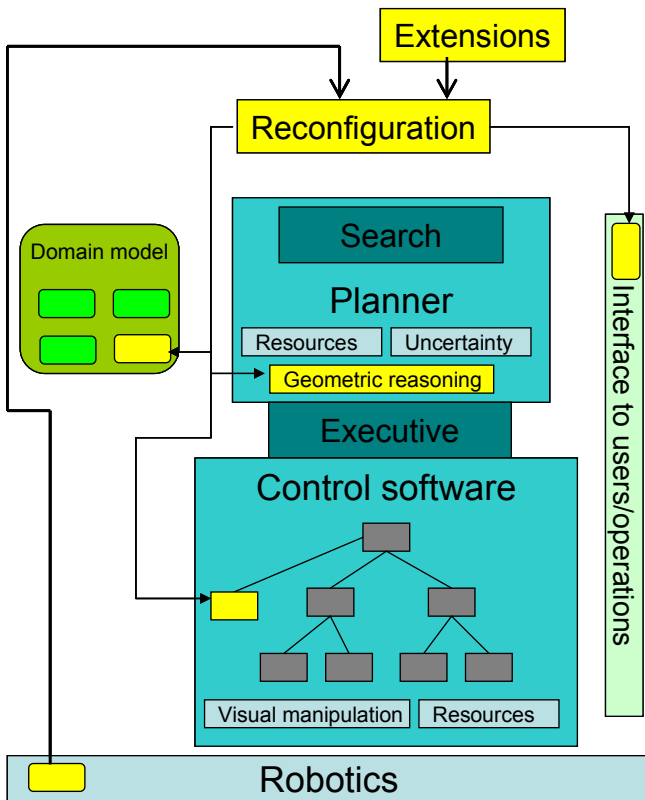 Extensions
Reconfiguration
Domain model
Search
Planner
Resources
Uncertainty
Geometric reasoning
Executive
Control software
Visual manipulation
Resources
Interface to users/operations
Robotics